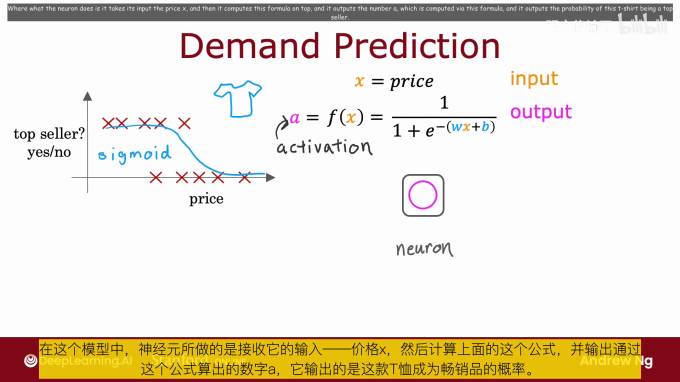 Where what the neuron does is it takes its input the price x, and then it computes this formula on top, and it outputs the number a, which is computed via this formula, and it outputs the probability of this t-shirt being a top
seller.
bilibili
Demand Prediction
x = price
input
a = f(x) = 1 / (1 + e^-(wx+b))
output
activation
top seller?
yes/no
sigmoid
price
neuron
DeepLearning.AI
Stanford
Andrew Ng
在这个模型中，神经元所做的是接收它的输入——价格x，然后计算上面的这个公式，并输出通过
这个公式算出的数字a，它输出的是这款T恤成为畅销品的概率。